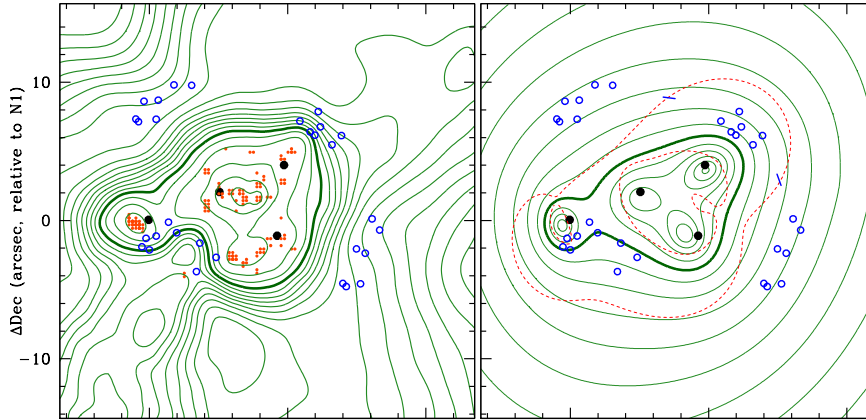 ΔDec (arcsec, relative to N1)
10
0
−10